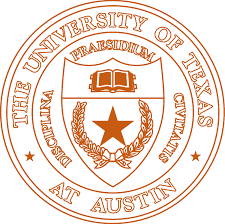 THE UNIVERSITY OF TEXAS
AT AUSTIN
DISCIPLINA
PRAESIDIUM
CIVITATIS